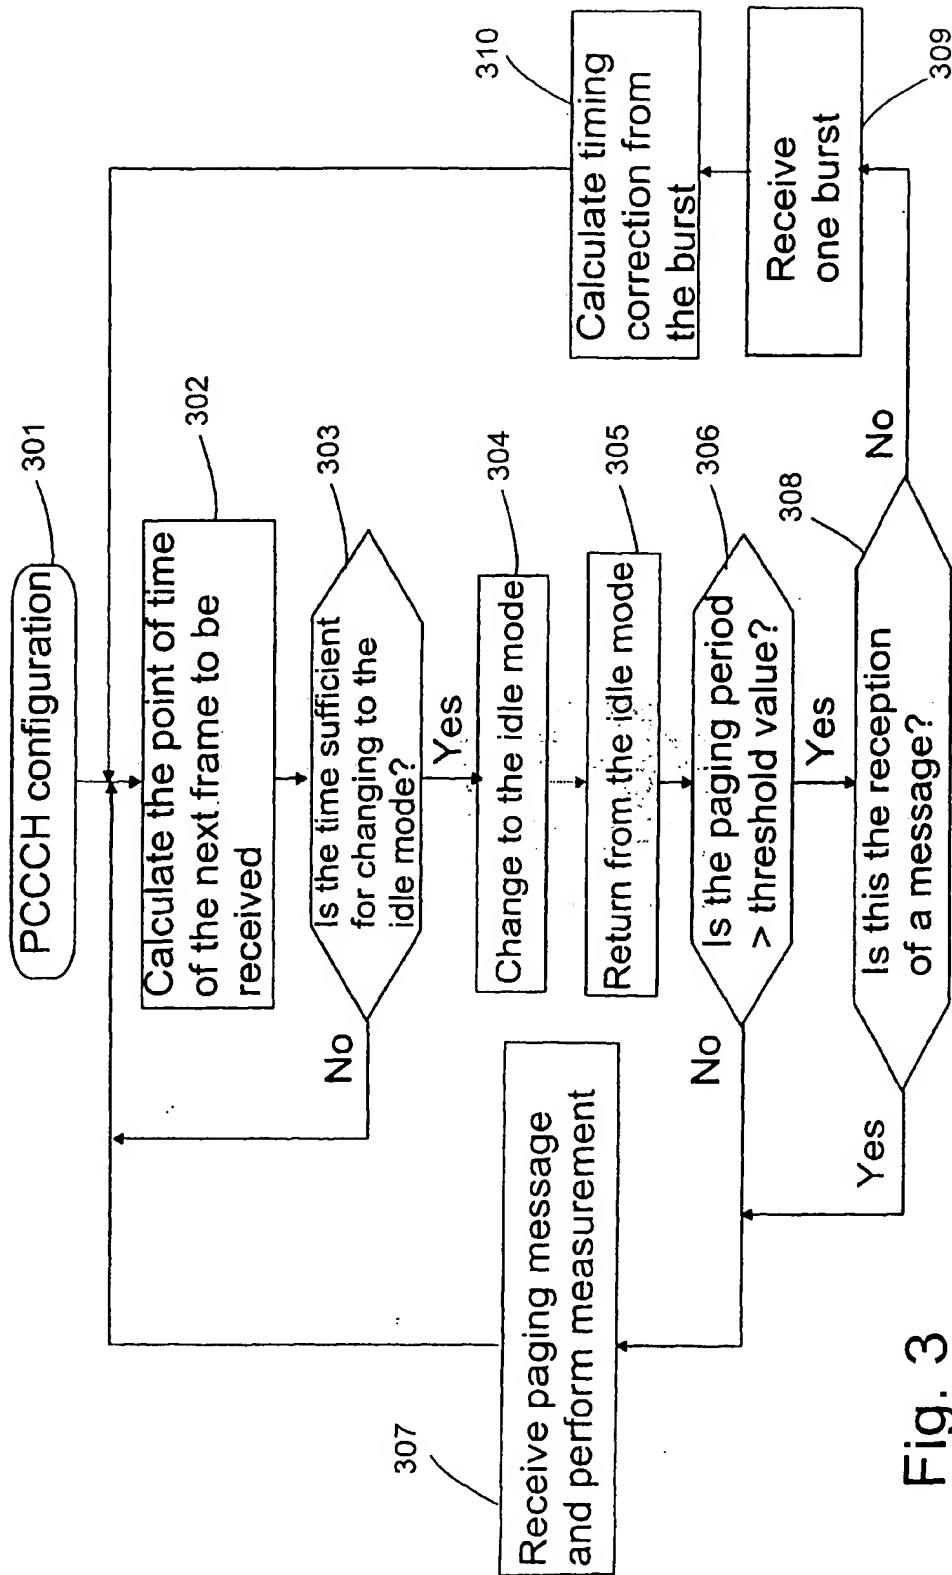 PCCCH configuration
301
Calculate the point of time
of the next frame to be
received
302
Is the time sufficient
for changing to the
idle mode?
303
No
Yes
Change to the idle mode
304
Return from the idle mode
305
Is the paging period
> threshold value?
306
No
Yes
Receive paging message
and perform measurement
307
Is this the reception
of a message?
308
Yes
No
Receive
one burst
309
Calculate timing
correction from
the burst
310
Fig. 3